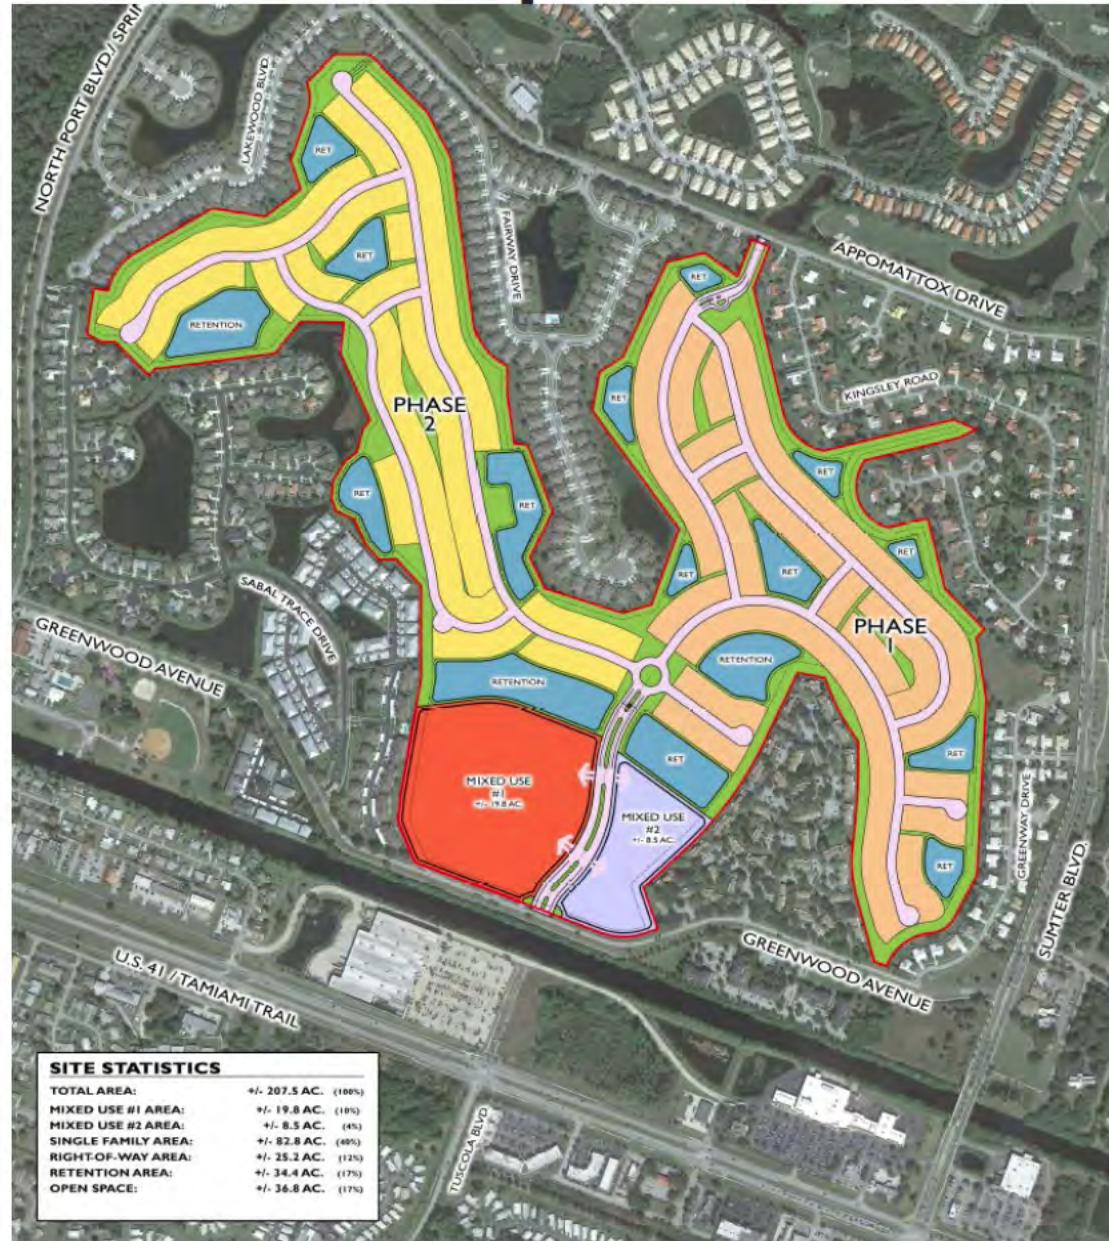 NORTH PORT BLVD./ SPRIN
LAKEWOOD BLVD.
RET
RET
FAIRWAY DRIVE
APPOMATTOX DRIVE
RET
RETENTION
KINGSLEY ROAD
PHASE
2
RET
RET
RET
RET
RET
RET
RET
SABAL TRACE DRIVE
GREENWOOD AVENUE
PHASE
1
RETENTION
RETENTION
RET
RET
MIXED USE
#1
+/- 19.8 AC.
MIXED USE
#2
+/- 8.5 AC.
GREENWAY DRIVE
RET
SUMTER BLVD.
GREENWOOD AVENUE
U.S. 41 / TAMIAMI TRAIL
TUSCOLA BLVD
SITE STATISTICS
TOTAL AREA: +/- 207.5 AC. (100%)
MIXED USE #1 AREA: +/- 19.8 AC. (10%)
MIXED USE #2 AREA: +/- 8.5 AC. (4%)
SINGLE FAMILY AREA: +/- 82.8 AC. (40%)
RIGHT-OF-WAY AREA: +/- 25.2 AC. (12%)
RETENTION AREA: +/- 34.4 AC. (17%)
OPEN SPACE: +/- 36.8 AC. (17%)